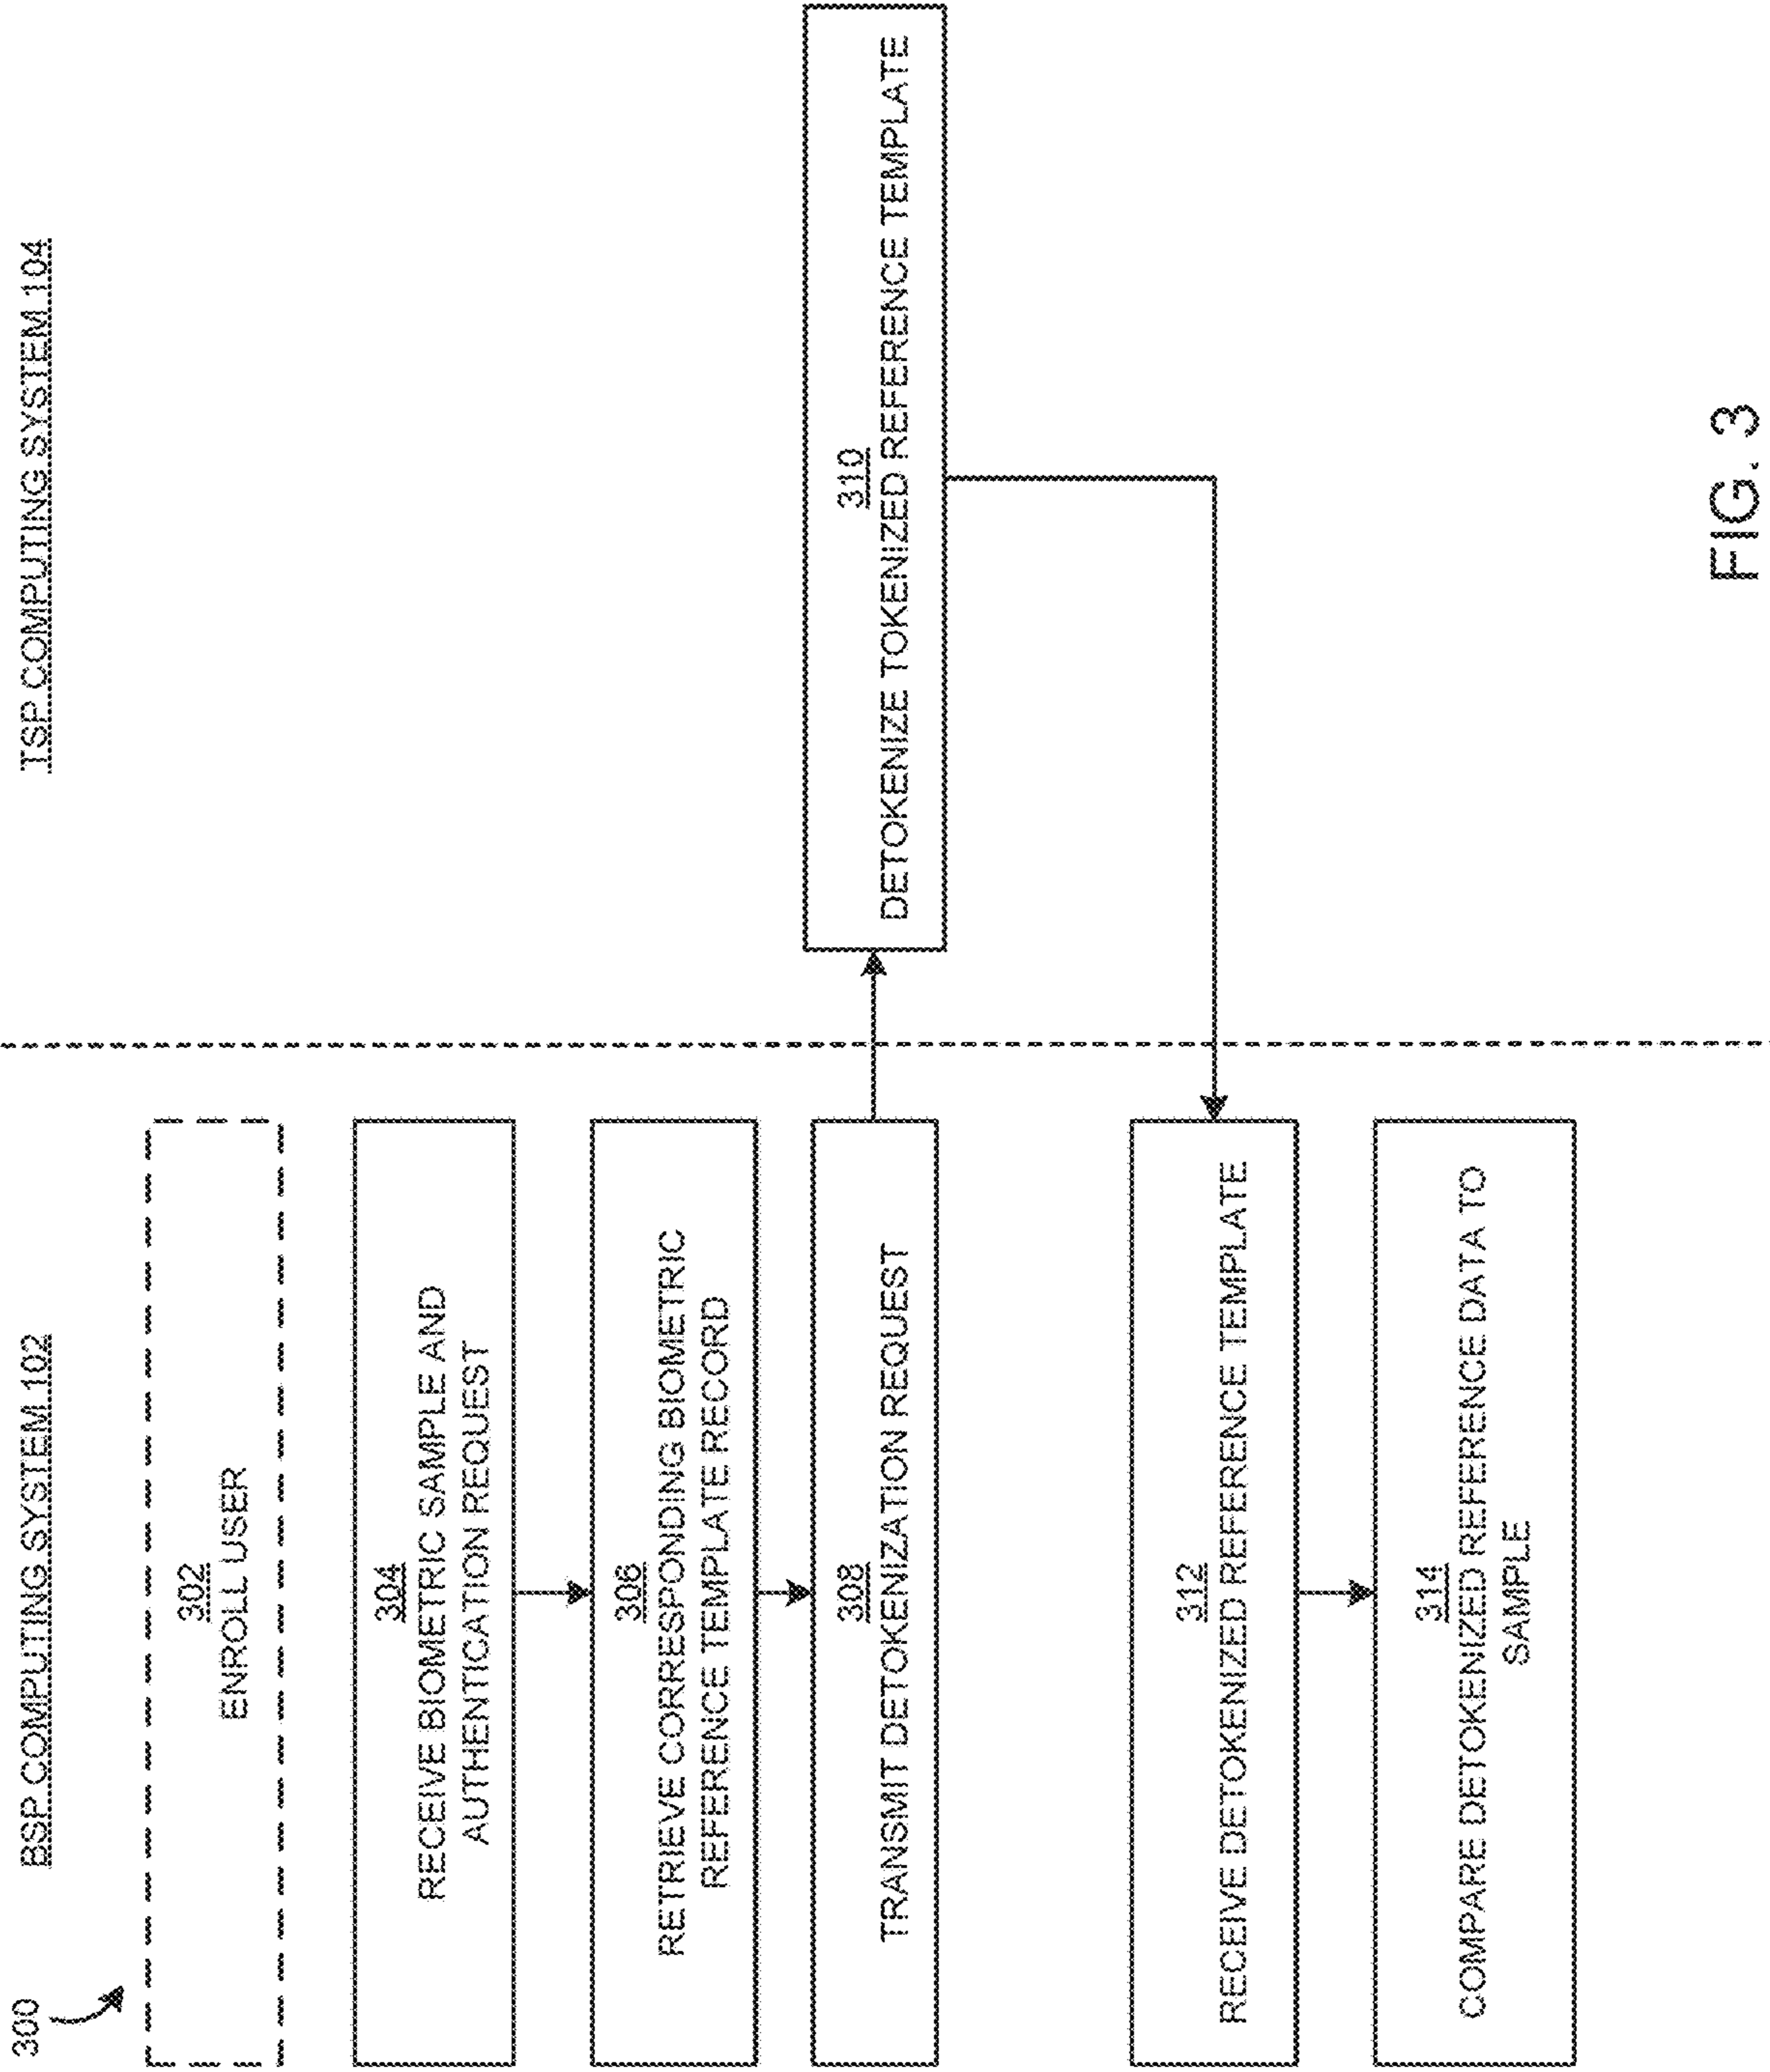 300
BSP COMPUTING SYSTEM 102
TSP COMPUTING SYSTEM 104
302
ENROLL USER
304
RECEIVE BIOMETRIC SAMPLE AND
AUTHENTICATION REQUEST
306
RETRIEVE CORRESPONDING BIOMETRIC
REFERENCE TEMPLATE RECORD
308
TRANSMIT DETOKENIZATION REQUEST
310
DETOKENIZE TOKENIZED REFERENCE TEMPLATE
312
RECEIVE DETOKENIZED REFERENCE TEMPLATE
314
COMPARE DETOKENIZED REFERENCE DATA TO
SAMPLE
FIG. 3